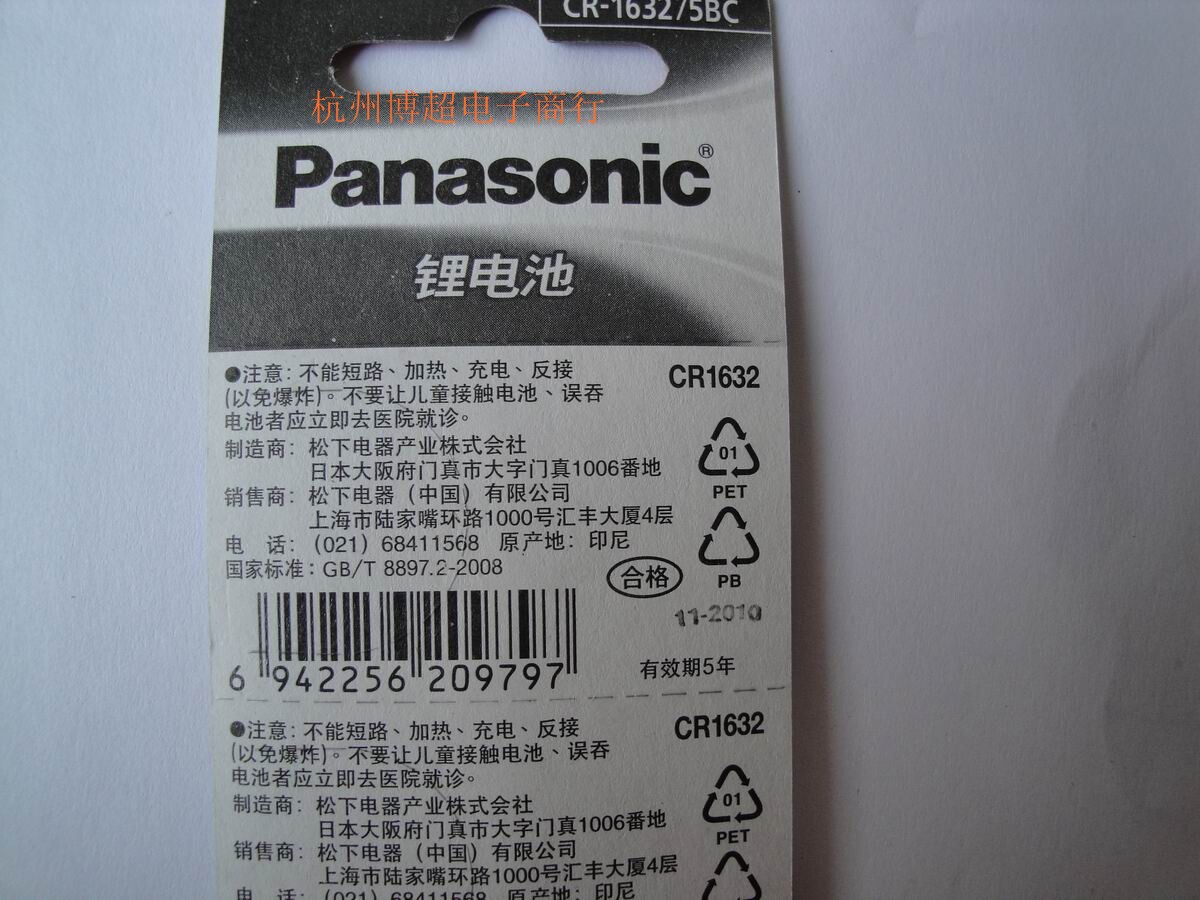 CR-1632/5BC
杭州博超电子商行
Panasonic®
锂电池
●注意：不能短路、加热、充电、反接
(以免爆炸)。不要让儿童接触电池、误吞
电池者应立即去医院就诊。
CR1632
制造商：松下电器产业株式会社
日本大阪府门真市大字门真1006番地
销售商：松下电器（中国）有限公司
上海市陆家嘴环路1000号汇丰大厦4层
电 话：（021）68411568 原产地：印尼
国家标准：GB/T 8897.2-2008
01
PET
PB
合格
11-2010
有效期5年
6 942256 209797
●注意：不能短路、加热、充电、反接
(以免爆炸)。不要让儿童接触电池、误吞
电池者应立即去医院就诊。
CR1632
制造商：松下电器产业株式会社
日本大阪府门真市大字门真1006番地
销售商：松下电器（中国）有限公司
上海市陆家嘴环路1000号汇丰大厦4层
电 话：（021）68411568 原产地：印尼
01
PET